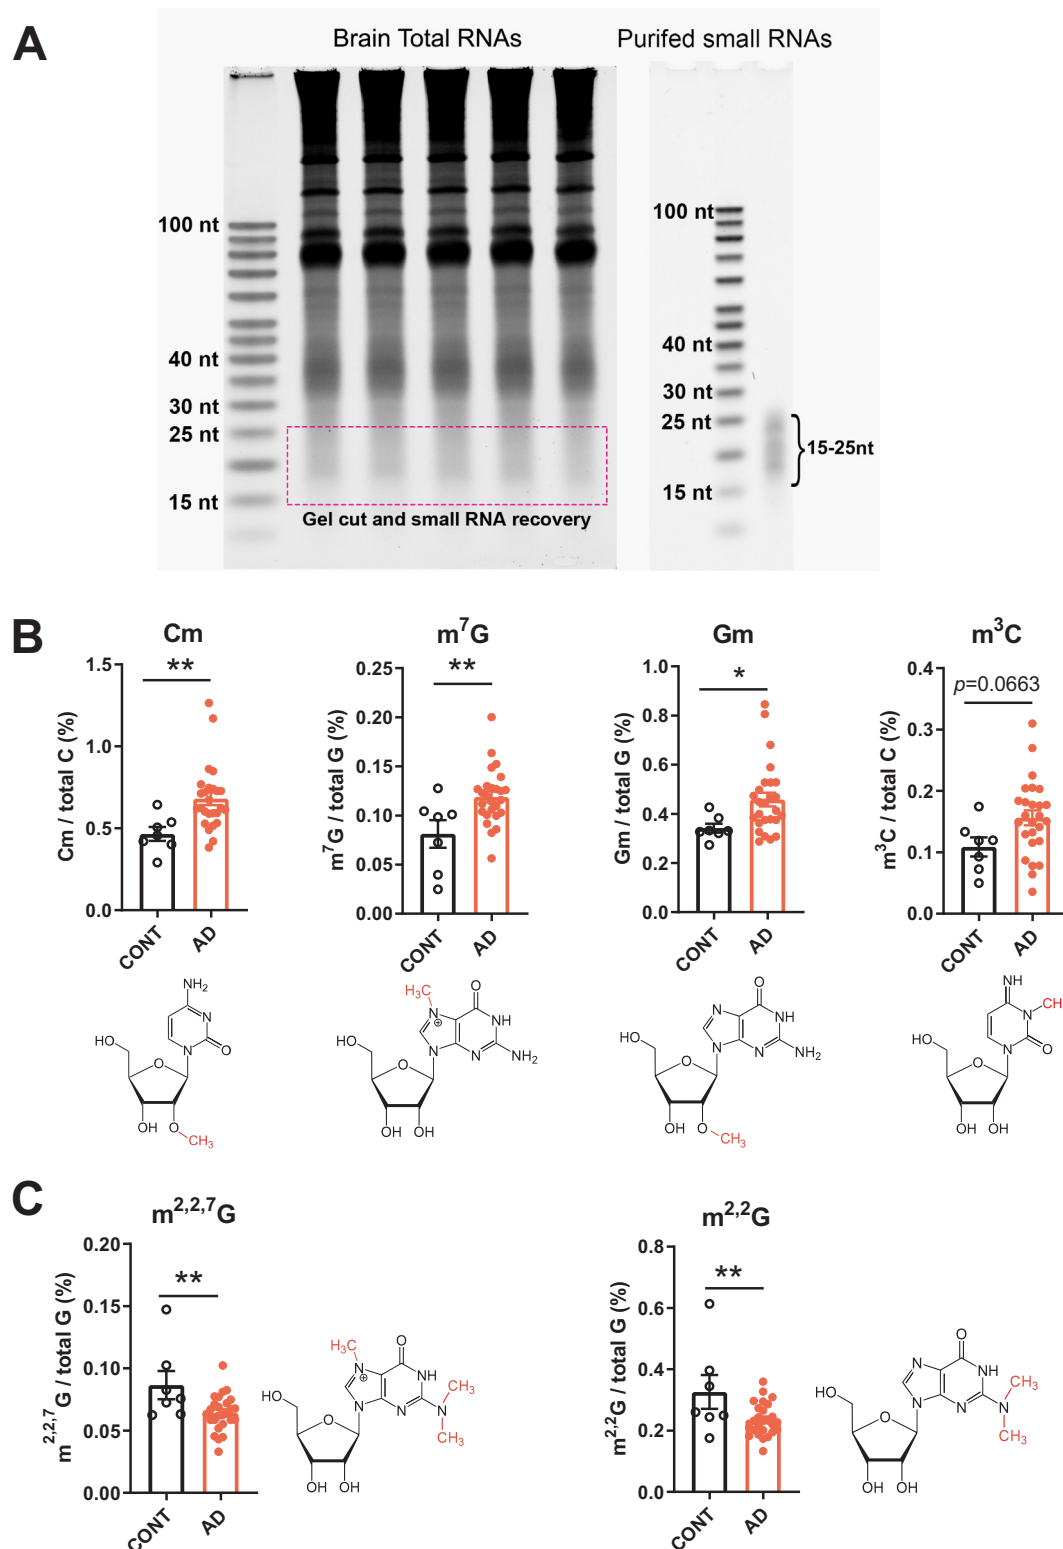 A
Brain Total RNAs
Purifed small RNAs
100 nt
40 nt
30 nt
25 nt
15 nt
Gel cut and small RNA recovery
100 nt
40 nt
30 nt
25 nt
15 nt
15-25nt
B
Cm
**
Cm / total C (%)
1.5
1.0
0.5
0.0
CONT
AD
m⁷G
**
m⁷G / total G (%)
0.25
0.20
0.15
0.10
0.05
0.00
CONT
AD
Gm
*
Gm / total G (%)
1.0
0.8
0.6
0.4
0.2
0.0
CONT
AD
m³C
p=0.0663
m³C / total C (%)
0.4
0.3
0.2
0.1
0.0
CONT
AD
NH₂
N
N
O
HO
O
OH
O
CH₃
H₃C
O
N
⊕
NH
N
N
NH₂
HO
O
OH OH
O
N
NH
N
N
NH₂
HO
O
OH
O
CH₃
NH
N
CH
N
O
HO
O
OH OH
C
m²,²,⁷G
**
m²,²,⁷G / total G (%)
0.20
0.15
0.10
0.05
0.00
CONT
AD
H₃C
O
N
⊕
NH
CH₃
N
N
N
CH₃
HO
O
OH OH
m²,²G
**
m²,²G / total G (%)
0.8
0.6
0.4
0.2
0.0
CONT
AD
O
N
NH
CH₃
N
N
N
CH₃
HO
O
OH OH